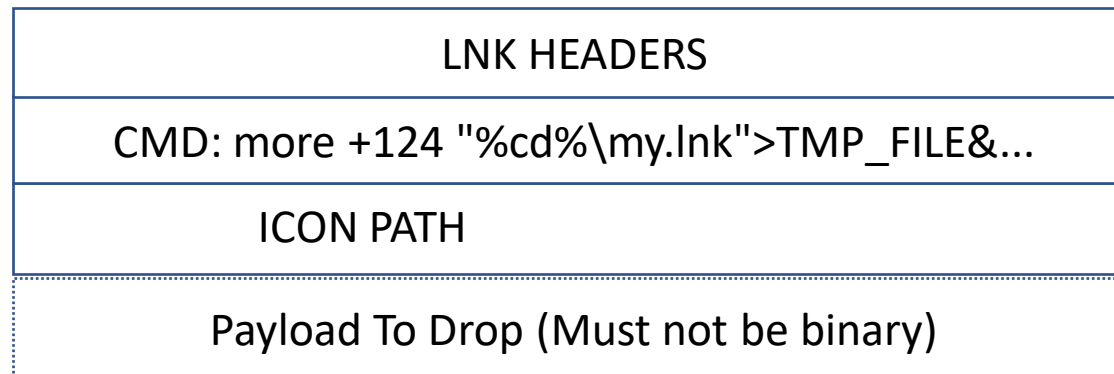 LNK HEADERS
CMD: more +124 "%cd%\my.lnk">TMP_FILE&...
ICON PATH
Payload To Drop (Must not be binary)